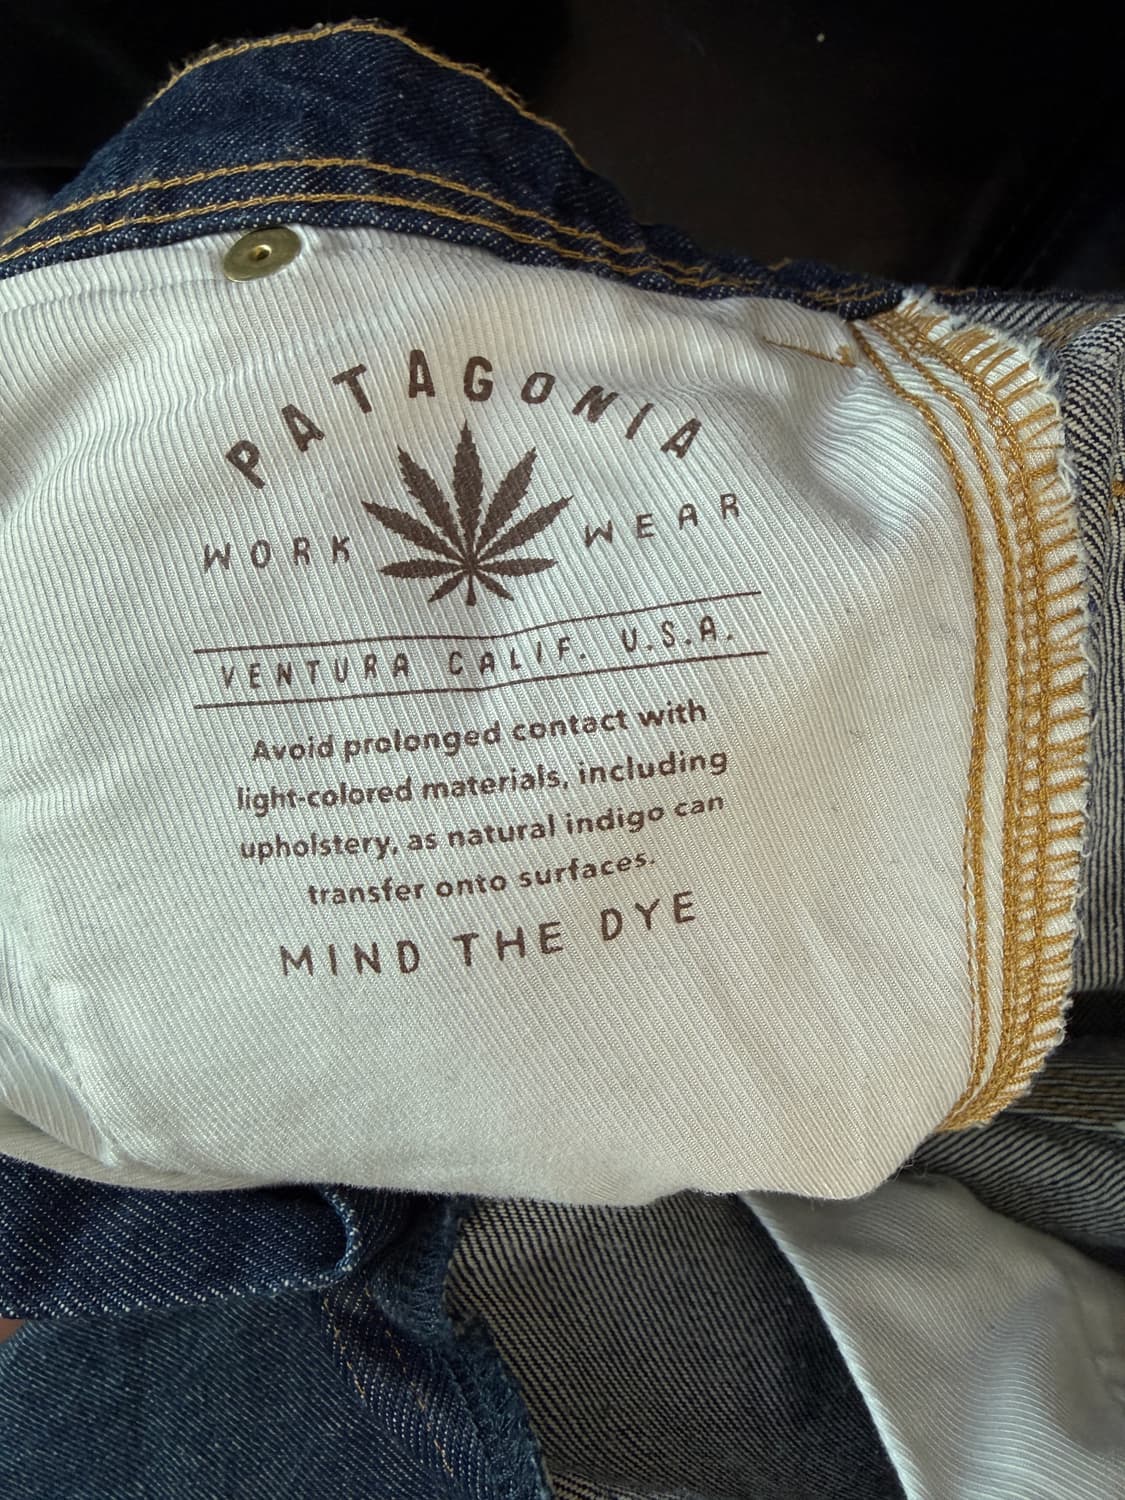 PATAGONIA
WORK WEAR
VENTURA CALIF. U.S.A.
Avoid prolonged contact with
light-colored materials, including
upholstery, as natural indigo can
transfer onto surfaces.
MIND THE DYE